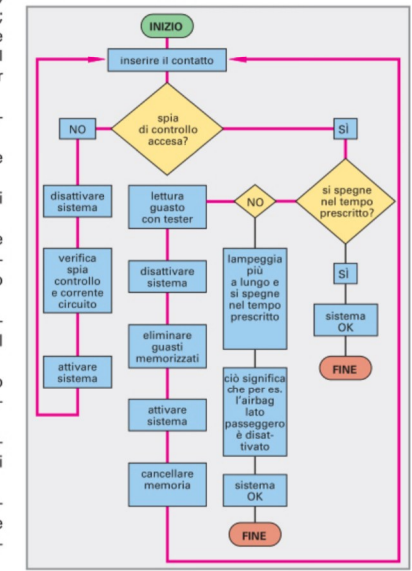 INIZIO
inserire il contatto
spia
di controllo
accesa?
NO
SÌ
disattivare
sistema
verifica
spia
controllo
e corrente
circuito
attivare
sistema
lettura
guasto
con tester
disattivare
sistema
eliminare
guasti
memorizzati
attivare
sistema
cancellare
memoria
NO
lampeggia
più
a lungo e
si spegne
nel tempo
prescritto
ciò significa
che per es.
l'airbag
lato
passeggero
è disat-
tivato
sistema
OK
FINE
si spegne
nel tempo
prescritto?
SÌ
sistema
OK
FINE